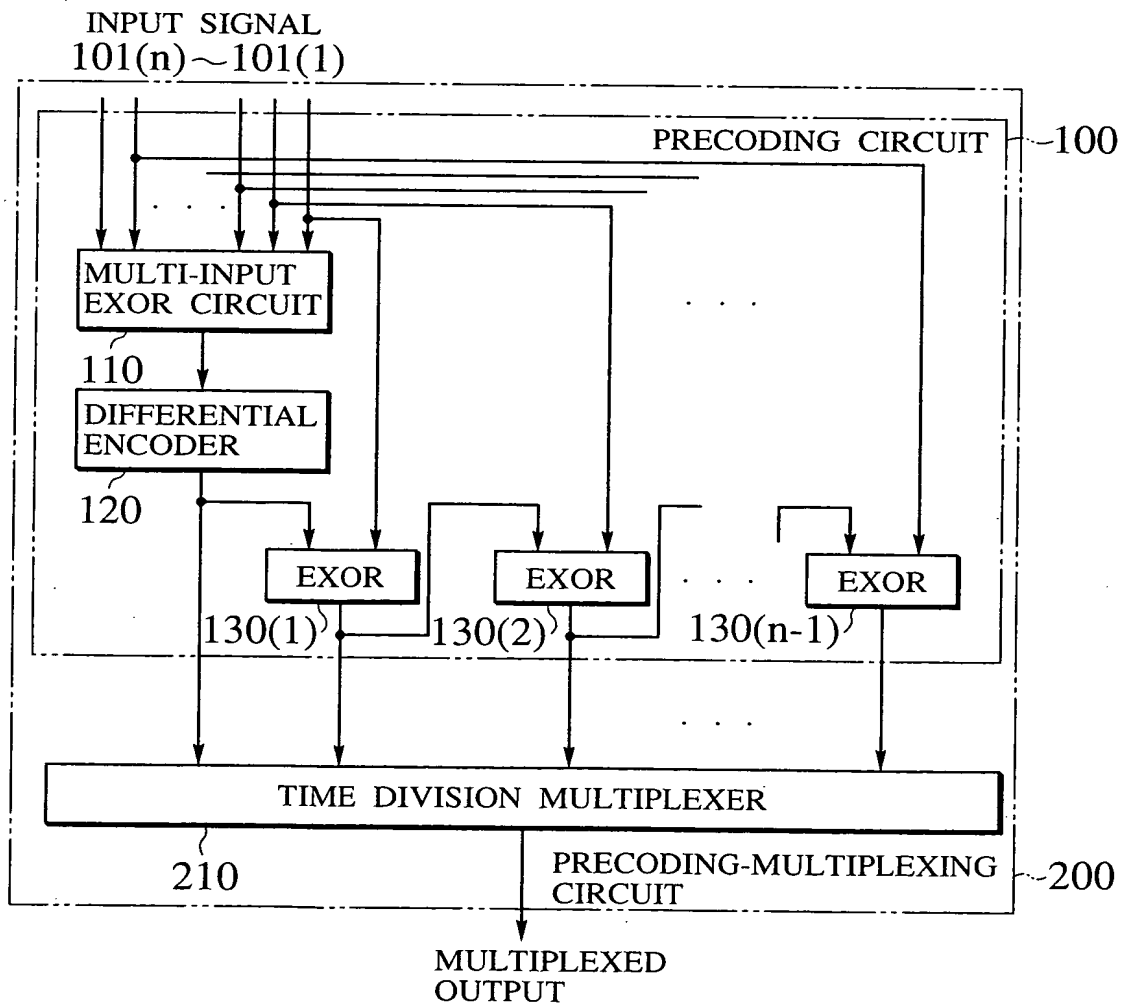 INPUT SIGNAL
101(n)～101(1)
PRECODING CIRCUIT
100
. . .
MULTI-INPUT
EXOR CIRCUIT
. . .
110
DIFFERENTIAL
ENCODER
120
EXOR
EXOR
. . .
EXOR
130(1)
130(2)
130(n-1)
. . .
TIME DIVISION MULTIPLEXER
210
PRECODING-MULTIPLEXING
CIRCUIT
200
MULTIPLEXED
OUTPUT